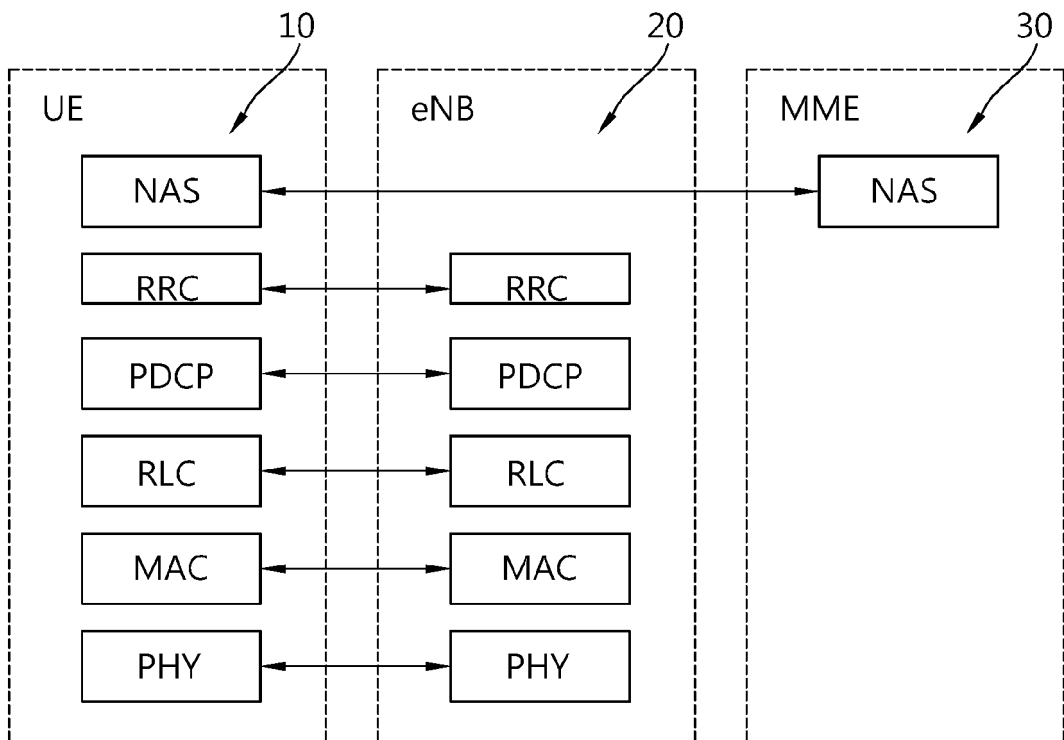 10 20 30
UE eNB MME
NAS NAS
RRC RRC
PDCP PDCP
RLC RLC
MAC MAC
PHY PHY